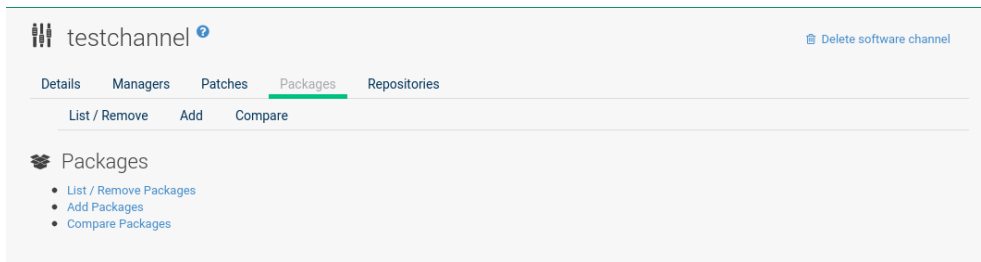 testchannel ?
Delete software channel
Details Managers Patches Packages Repositories
List / Remove Add Compare
Packages
List / Remove Packages
Add Packages
Compare Packages